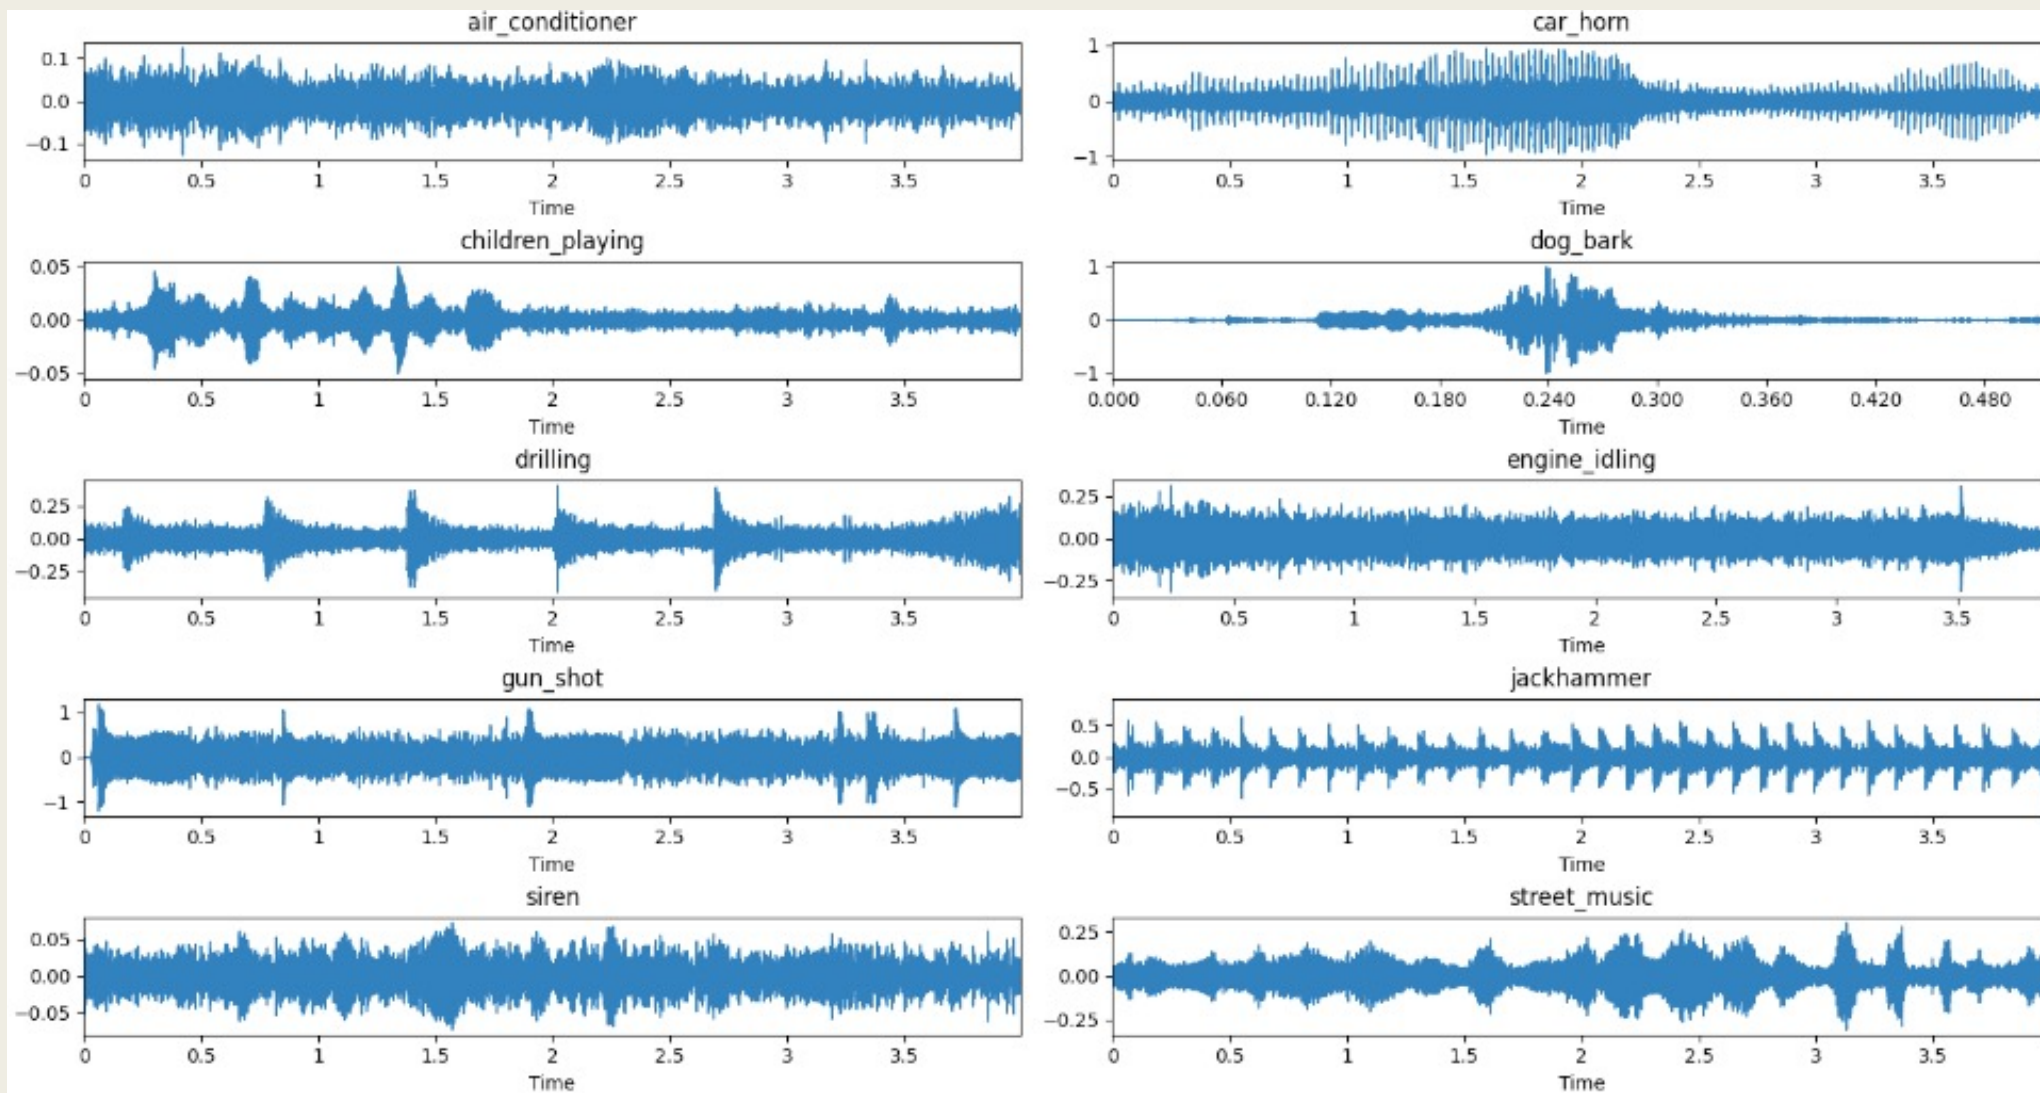 air_conditioner
0.1
0.0
−0.1
0 0.5 1 1.5 2 2.5 3 3.5
Time
car_horn
1
0
−1
0 0.5 1 1.5 2 2.5 3 3.5
Time
children_playing
0.05
0.00
−0.05
0 0.5 1 1.5 2 2.5 3 3.5
Time
dog_bark
1
0
−1
0.000 0.060 0.120 0.180 0.240 0.300 0.360 0.420 0.480
Time
drilling
0.25
0.00
−0.25
0 0.5 1 1.5 2 2.5 3 3.5
Time
engine_idling
0.25
0.00
−0.25
0 0.5 1 1.5 2 2.5 3 3.5
Time
gun_shot
1
0
−1
0 0.5 1 1.5 2 2.5 3 3.5
Time
jackhammer
0.5
0.0
−0.5
0 0.5 1 1.5 2 2.5 3 3.5
Time
siren
0.05
0.00
−0.05
0 0.5 1 1.5 2 2.5 3 3.5
Time
street_music
0.25
0.00
−0.25
0 0.5 1 1.5 2 2.5 3 3.5
Time